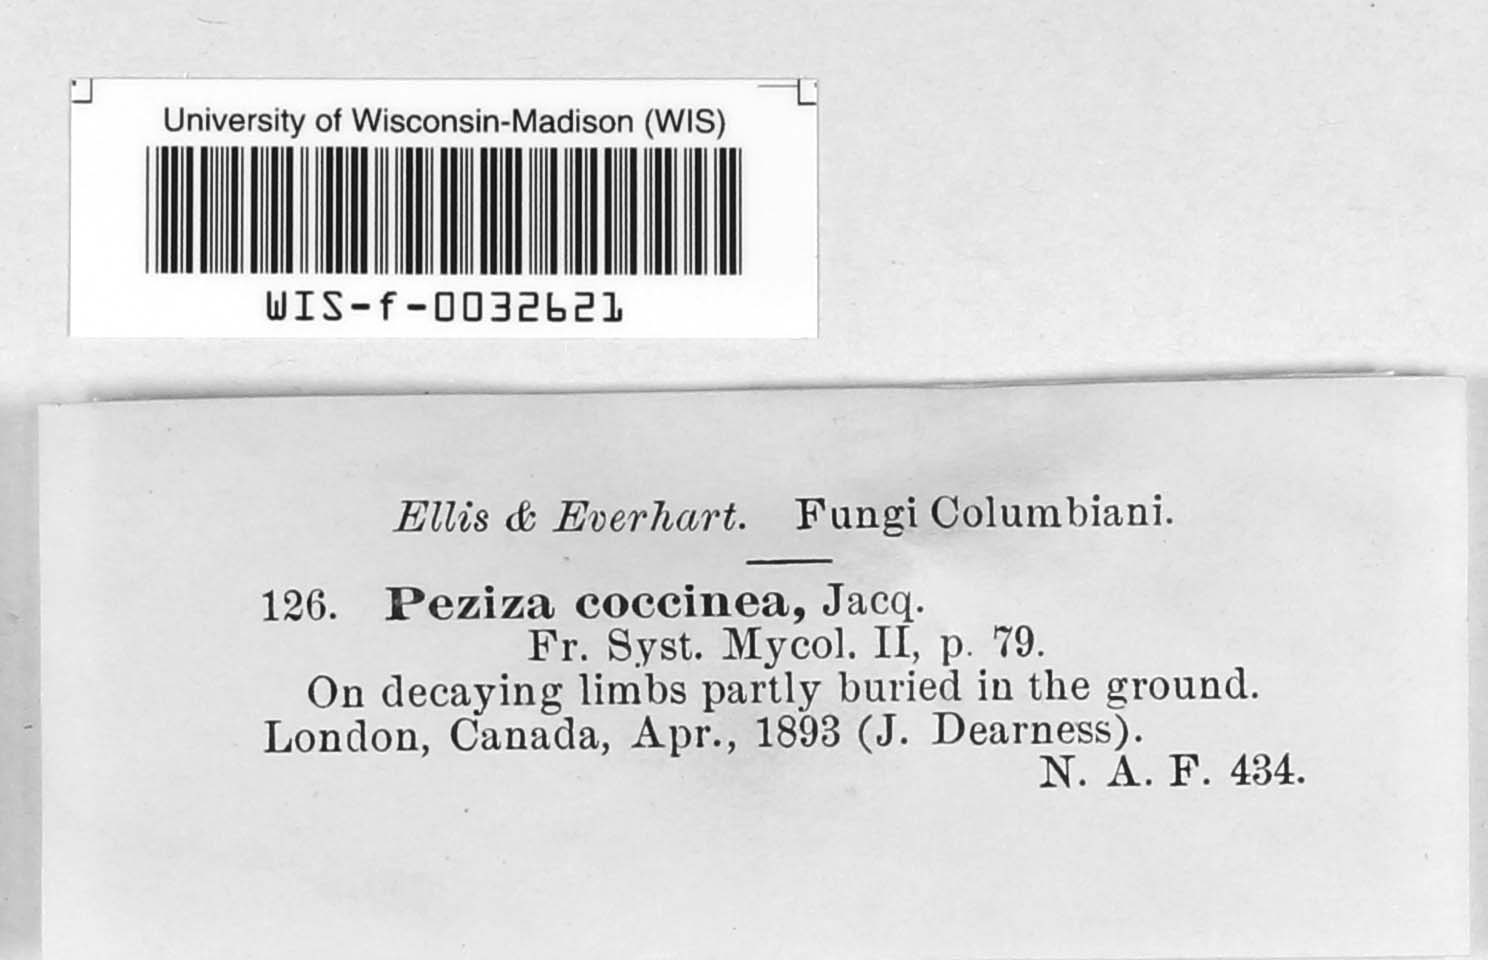 University of Wisconsin-Madison (WIS)
WIS-f-0032621
Ellis & Everhart. Fungi Columbiani.
126. Peziza coccinea, Jacq.
Fr. Syst. Mycol. II, p. 79.
On decaying limbs partly buried in the ground.
London, Canada, Apr., 1893 (J. Dearness).
N. A. F. 434.